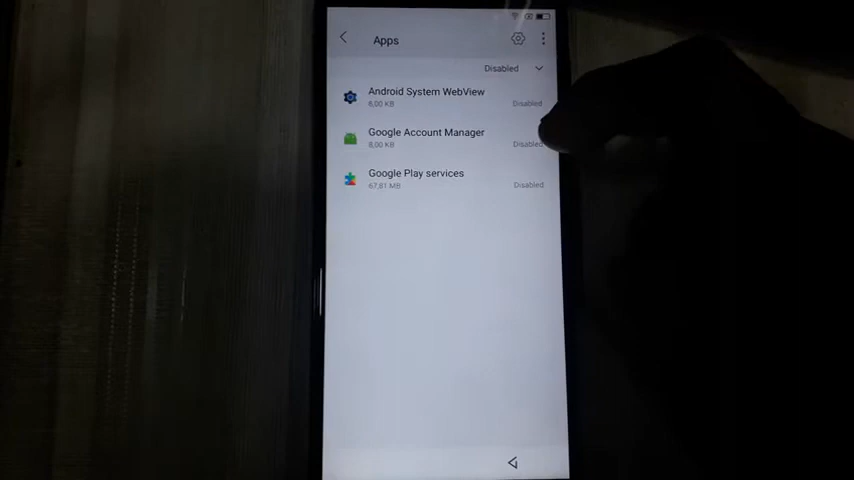 Apps
Disabled
Android System WebView
8,00 KB
Disabled
Google Account Manager
8,00 KB
Disabled
Google Play services
67,81 MB
Disabled